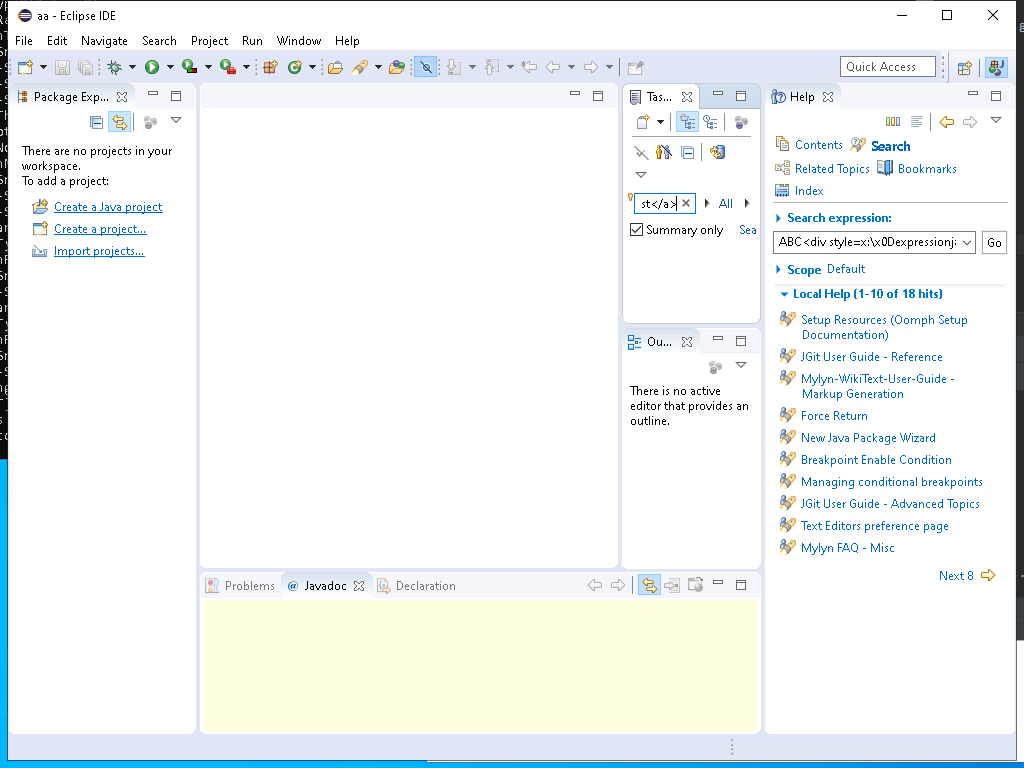 aa - Eclipse IDE
File Edit Navigate Search Project Run Window Help
Quick Access
Package Exp...
There are no projects in your
workspace.
To add a project:
Create a Java project
Create a project...
Import projects...
Tas...
st</a>
All
Summary only
Sea
Ou...
There is no active
editor that provides an
outline.
Problems @ Javadoc Declaration
Help
Contents Search
Related Topics Bookmarks
Index
Search expression:
ABC<div style=x:\x0Dexpressionj: Go
Scope Default
Local Help (1-10 of 18 hits)
Setup Resources (Oomph Setup
Documentation)
JGit User Guide - Reference
Mylyn-WikiText-User-Guide -
Markup Generation
Force Return
New Java Package Wizard
Breakpoint Enable Condition
Managing conditional breakpoints
JGit User Guide - Advanced Topics
Text Editors preference page
Mylyn FAQ - Misc
Next 8